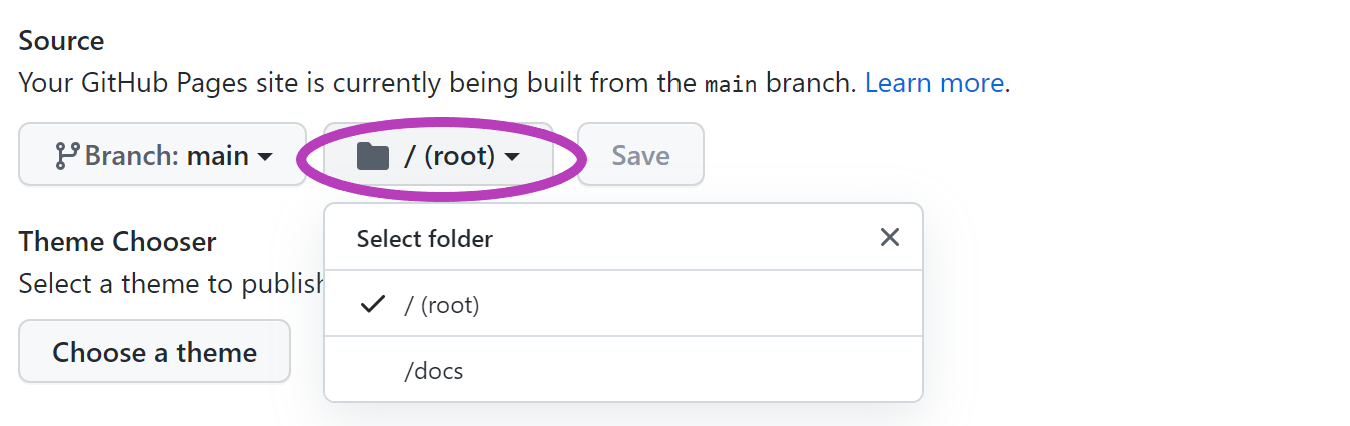 Source
Your GitHub Pages site is currently being built from the main branch. Learn more.
Branch: main / (root) Save
Select folder
Theme Chooser
Select a theme to publish
/ (root)
Choose a theme
/docs